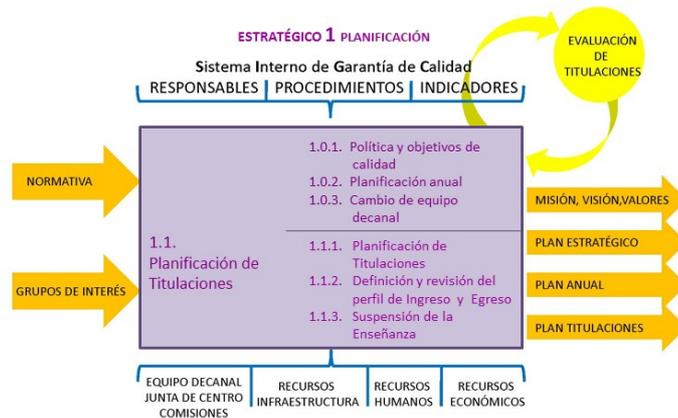 ESTRATÉGICO 1 PLANIFICACIÓN
Sistema Interno de Garantía de Calidad
RESPONSABLES PROCEDIMIENTOS INDICADORES
EVALUACIÓN
DE
TITULACIONES
NORMATIVA
GRUPOS DE INTERÉS
1.1.
Planificación de
Titulaciones
1.0.1. Política y objetivos de
calidad
1.0.2. Planificación anual
1.0.3. Cambio de equipo
decanal
1.1.1. Planificación de
Titulaciones
1.1.2. Definición y revisión del
perfil de Ingreso y Egreso
1.1.3. Suspensión de la
Enseñanza
MISIÓN, VISIÓN,VALORES
PLAN ESTRATÉGICO
PLAN ANUAL
PLAN TITULACIONES
EQUIPO DECANAL
JUNTA DE CENTRO
COMISIONES
RECURSOS
INFRAESTRUCTURA
RECURSOS
HUMANOS
RECURSOS
ECONÓMICOS